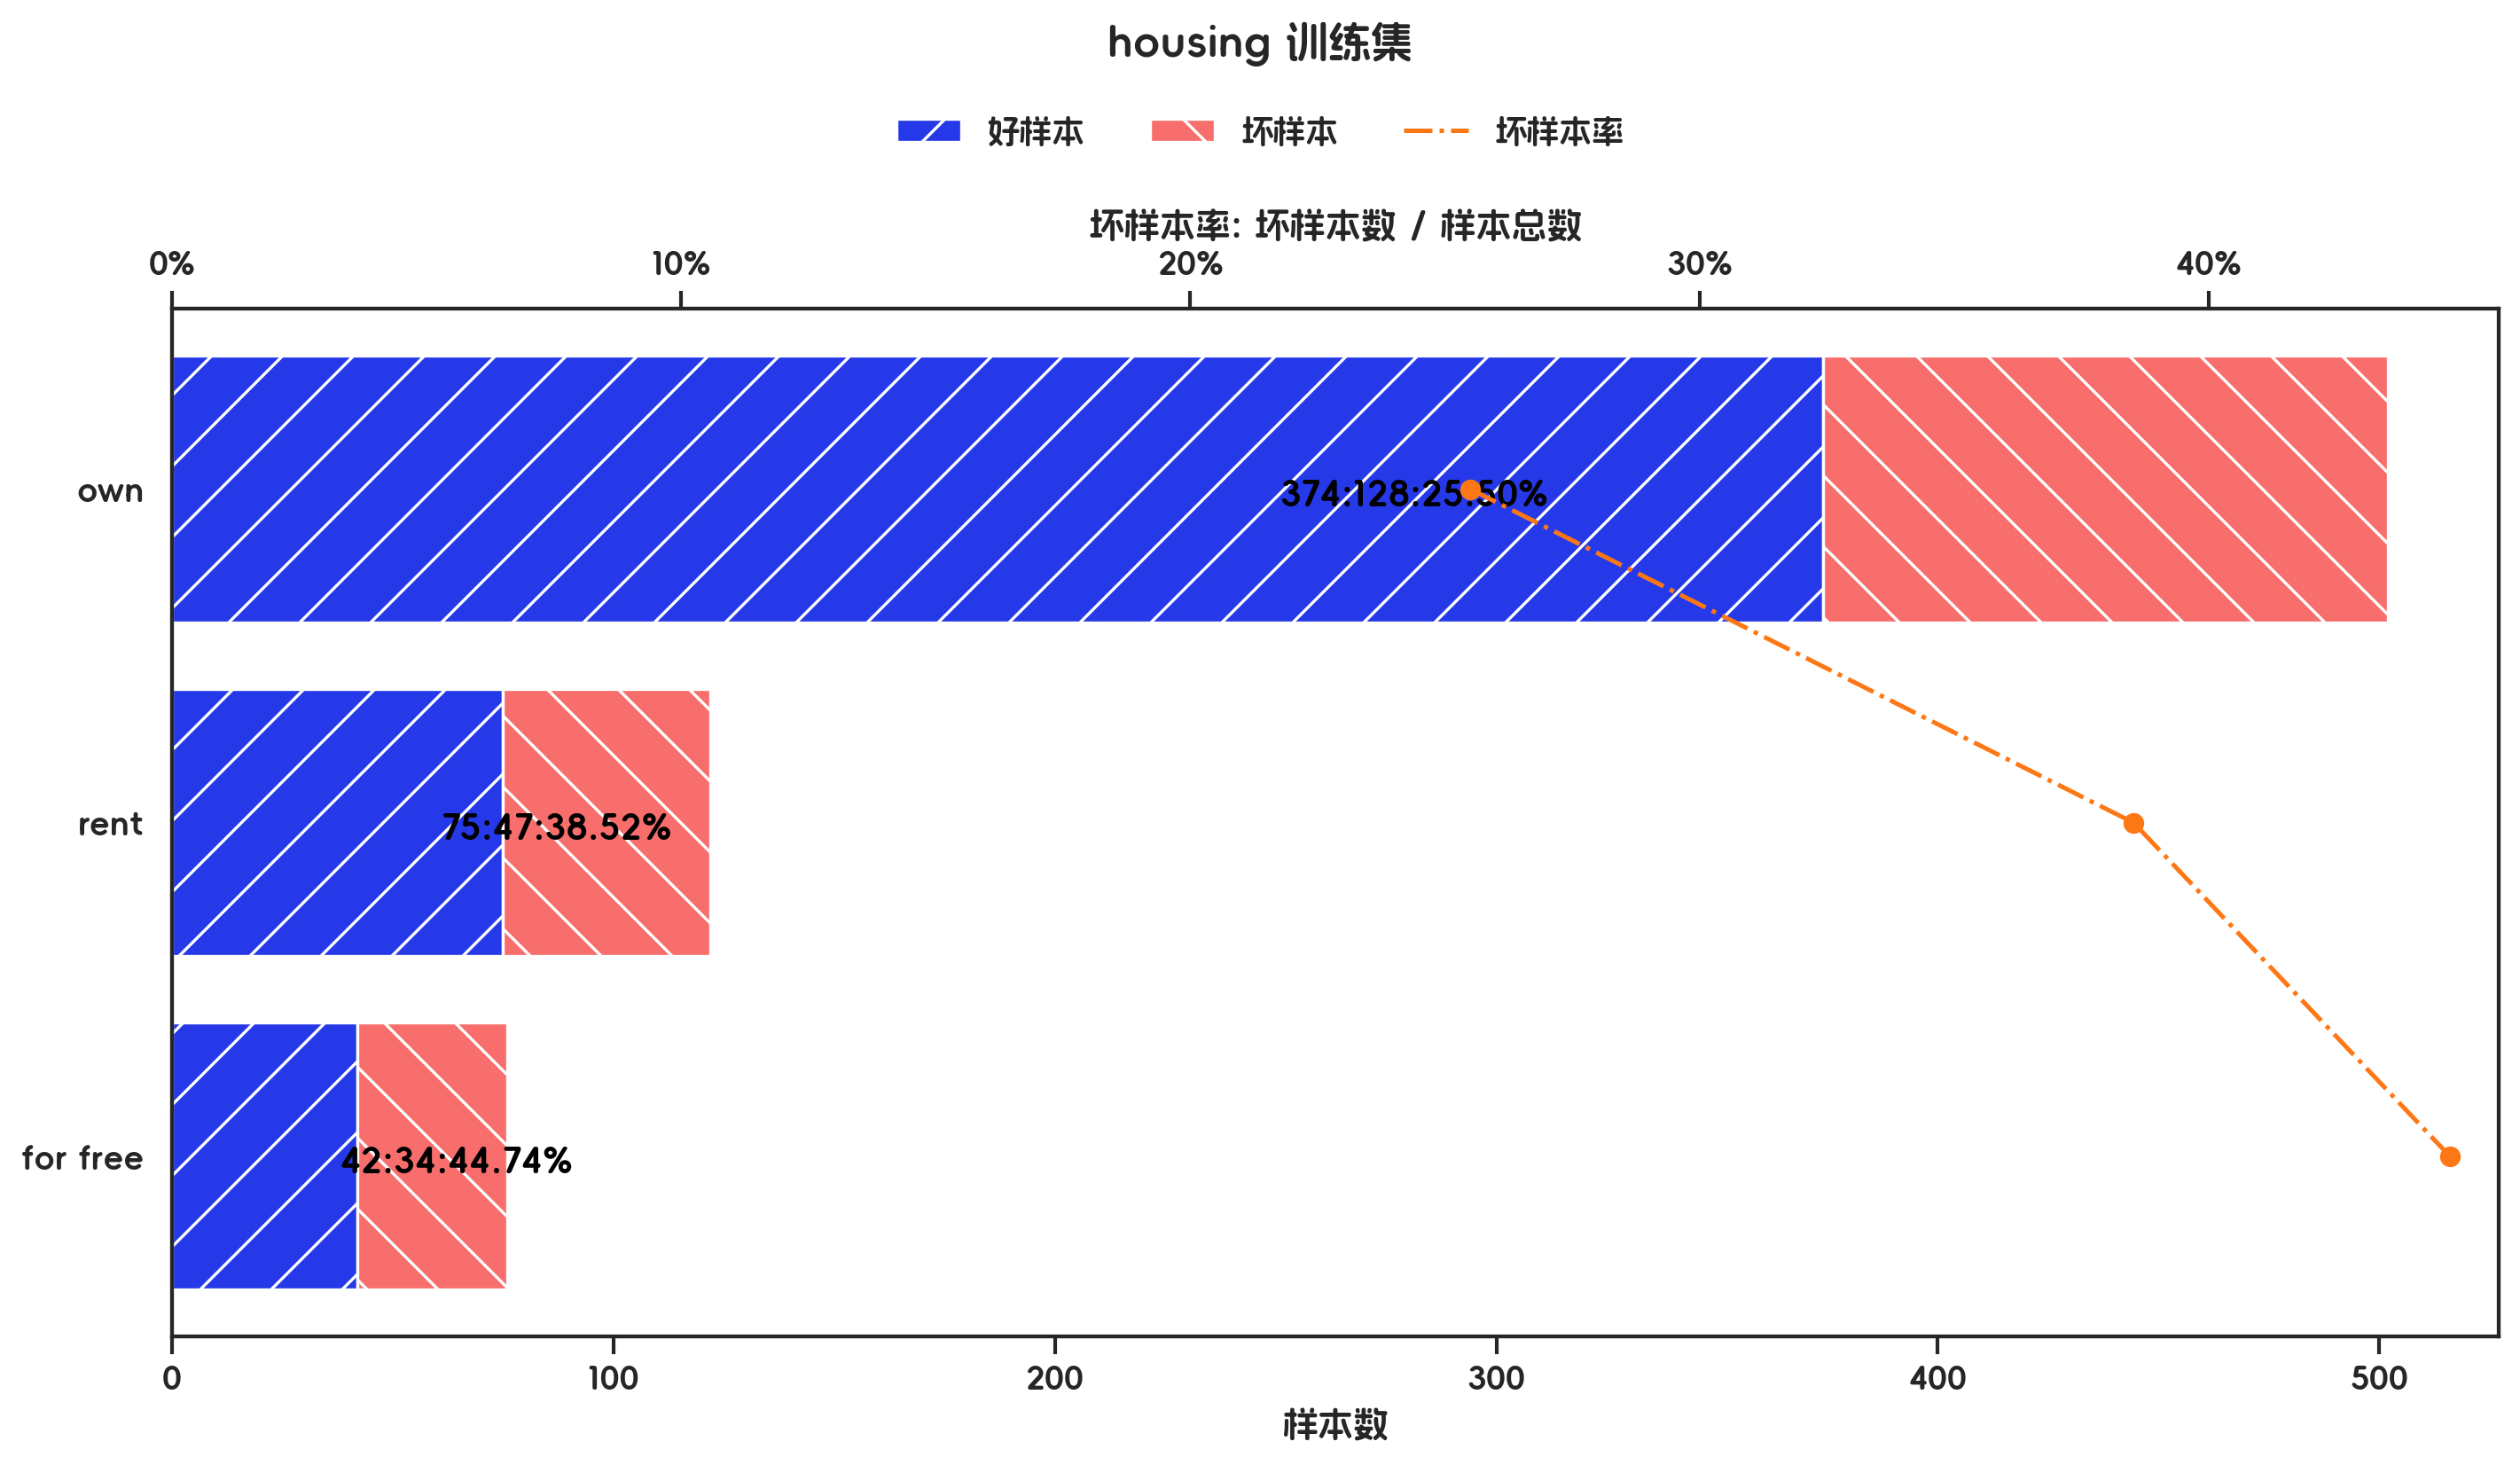 housing 训练集
好样本 坏样本 坏样本率
坏样本率: 坏样本数 / 样本总数
0% 10% 20% 30% 40%
own
374:128:25.50%
rent
75:47:38.52%
for free
42:34:44.74%
0 100 200 300 400 500
样本数